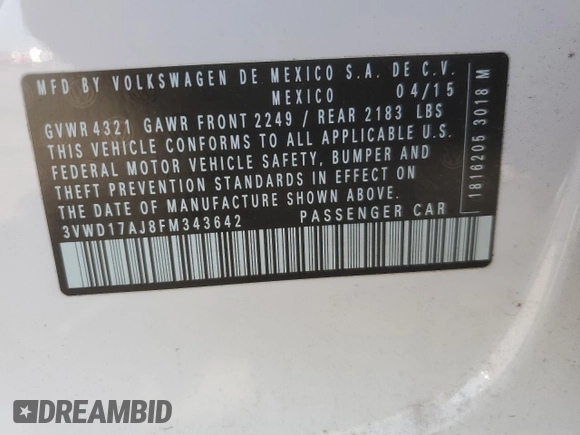 MFD BY VOLKSWAGEN DE MEXICO S.A. DE C.V.
MEXICO 04/15
GVWR 4321 GAWR FRONT 2249 / REAR 2183 LBS
THIS VEHICLE CONFORMS TO ALL APPLICABLE U.S.
FEDERAL MOTOR VEHICLE SAFETY, BUMPER AND
THEFT PREVENTION STANDARDS IN EFFECT ON
THE DATE OF MANUFACTURE SHOWN ABOVE.
3VWD17AJ8FM343642 PASSENGER CAR
1816205 3018 M
DREAMBID